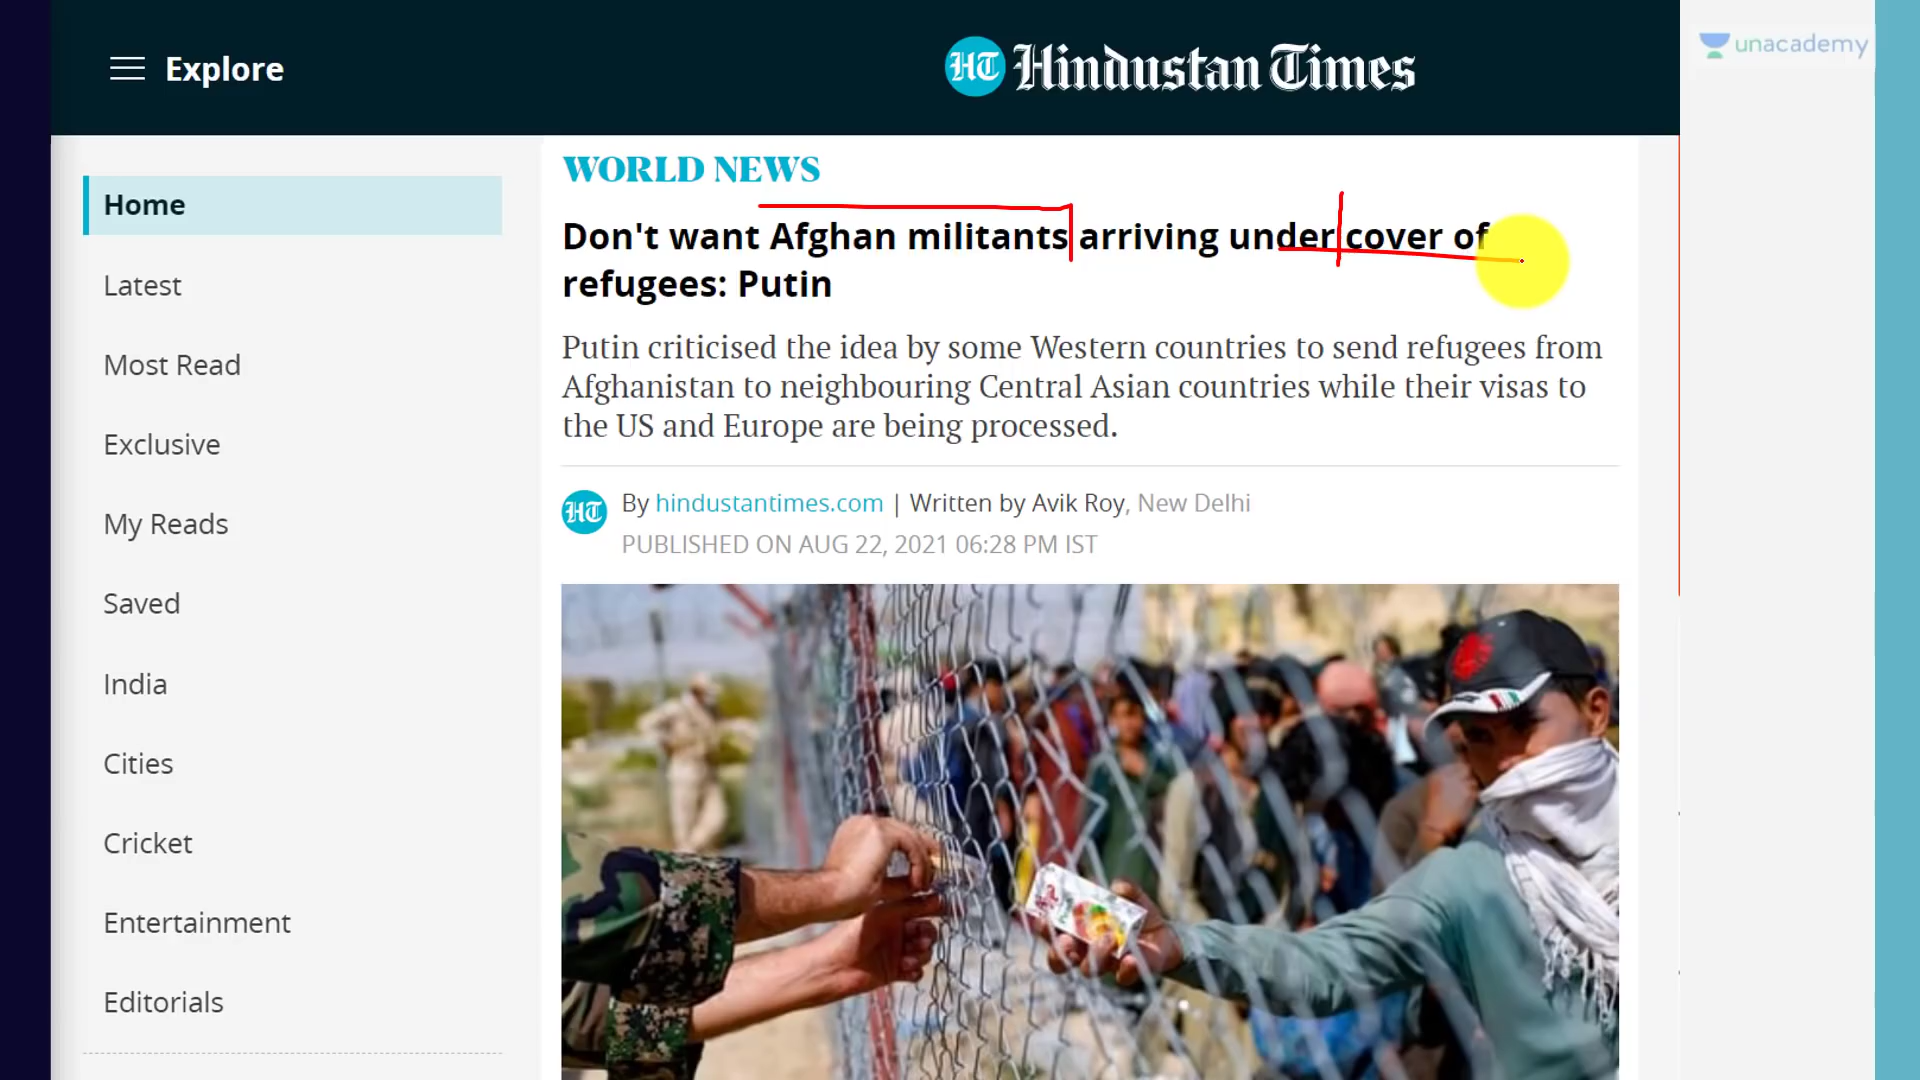 Explore
HT Hindustan Times
unacademy
Home
Latest
Most Read
Exclusive
My Reads
Saved
India
Cities
Cricket
Entertainment
Editorials
WORLD NEWS
Don't want Afghan militants arriving under cover of
refugees: Putin
Putin criticised the idea by some Western countries to send refugees from
Afghanistan to neighbouring Central Asian countries while their visas to
the US and Europe are being processed.
HT
By hindustantimes.com | Written by Avik Roy, New Delhi
PUBLISHED ON AUG 22, 2021 06:28 PM IST